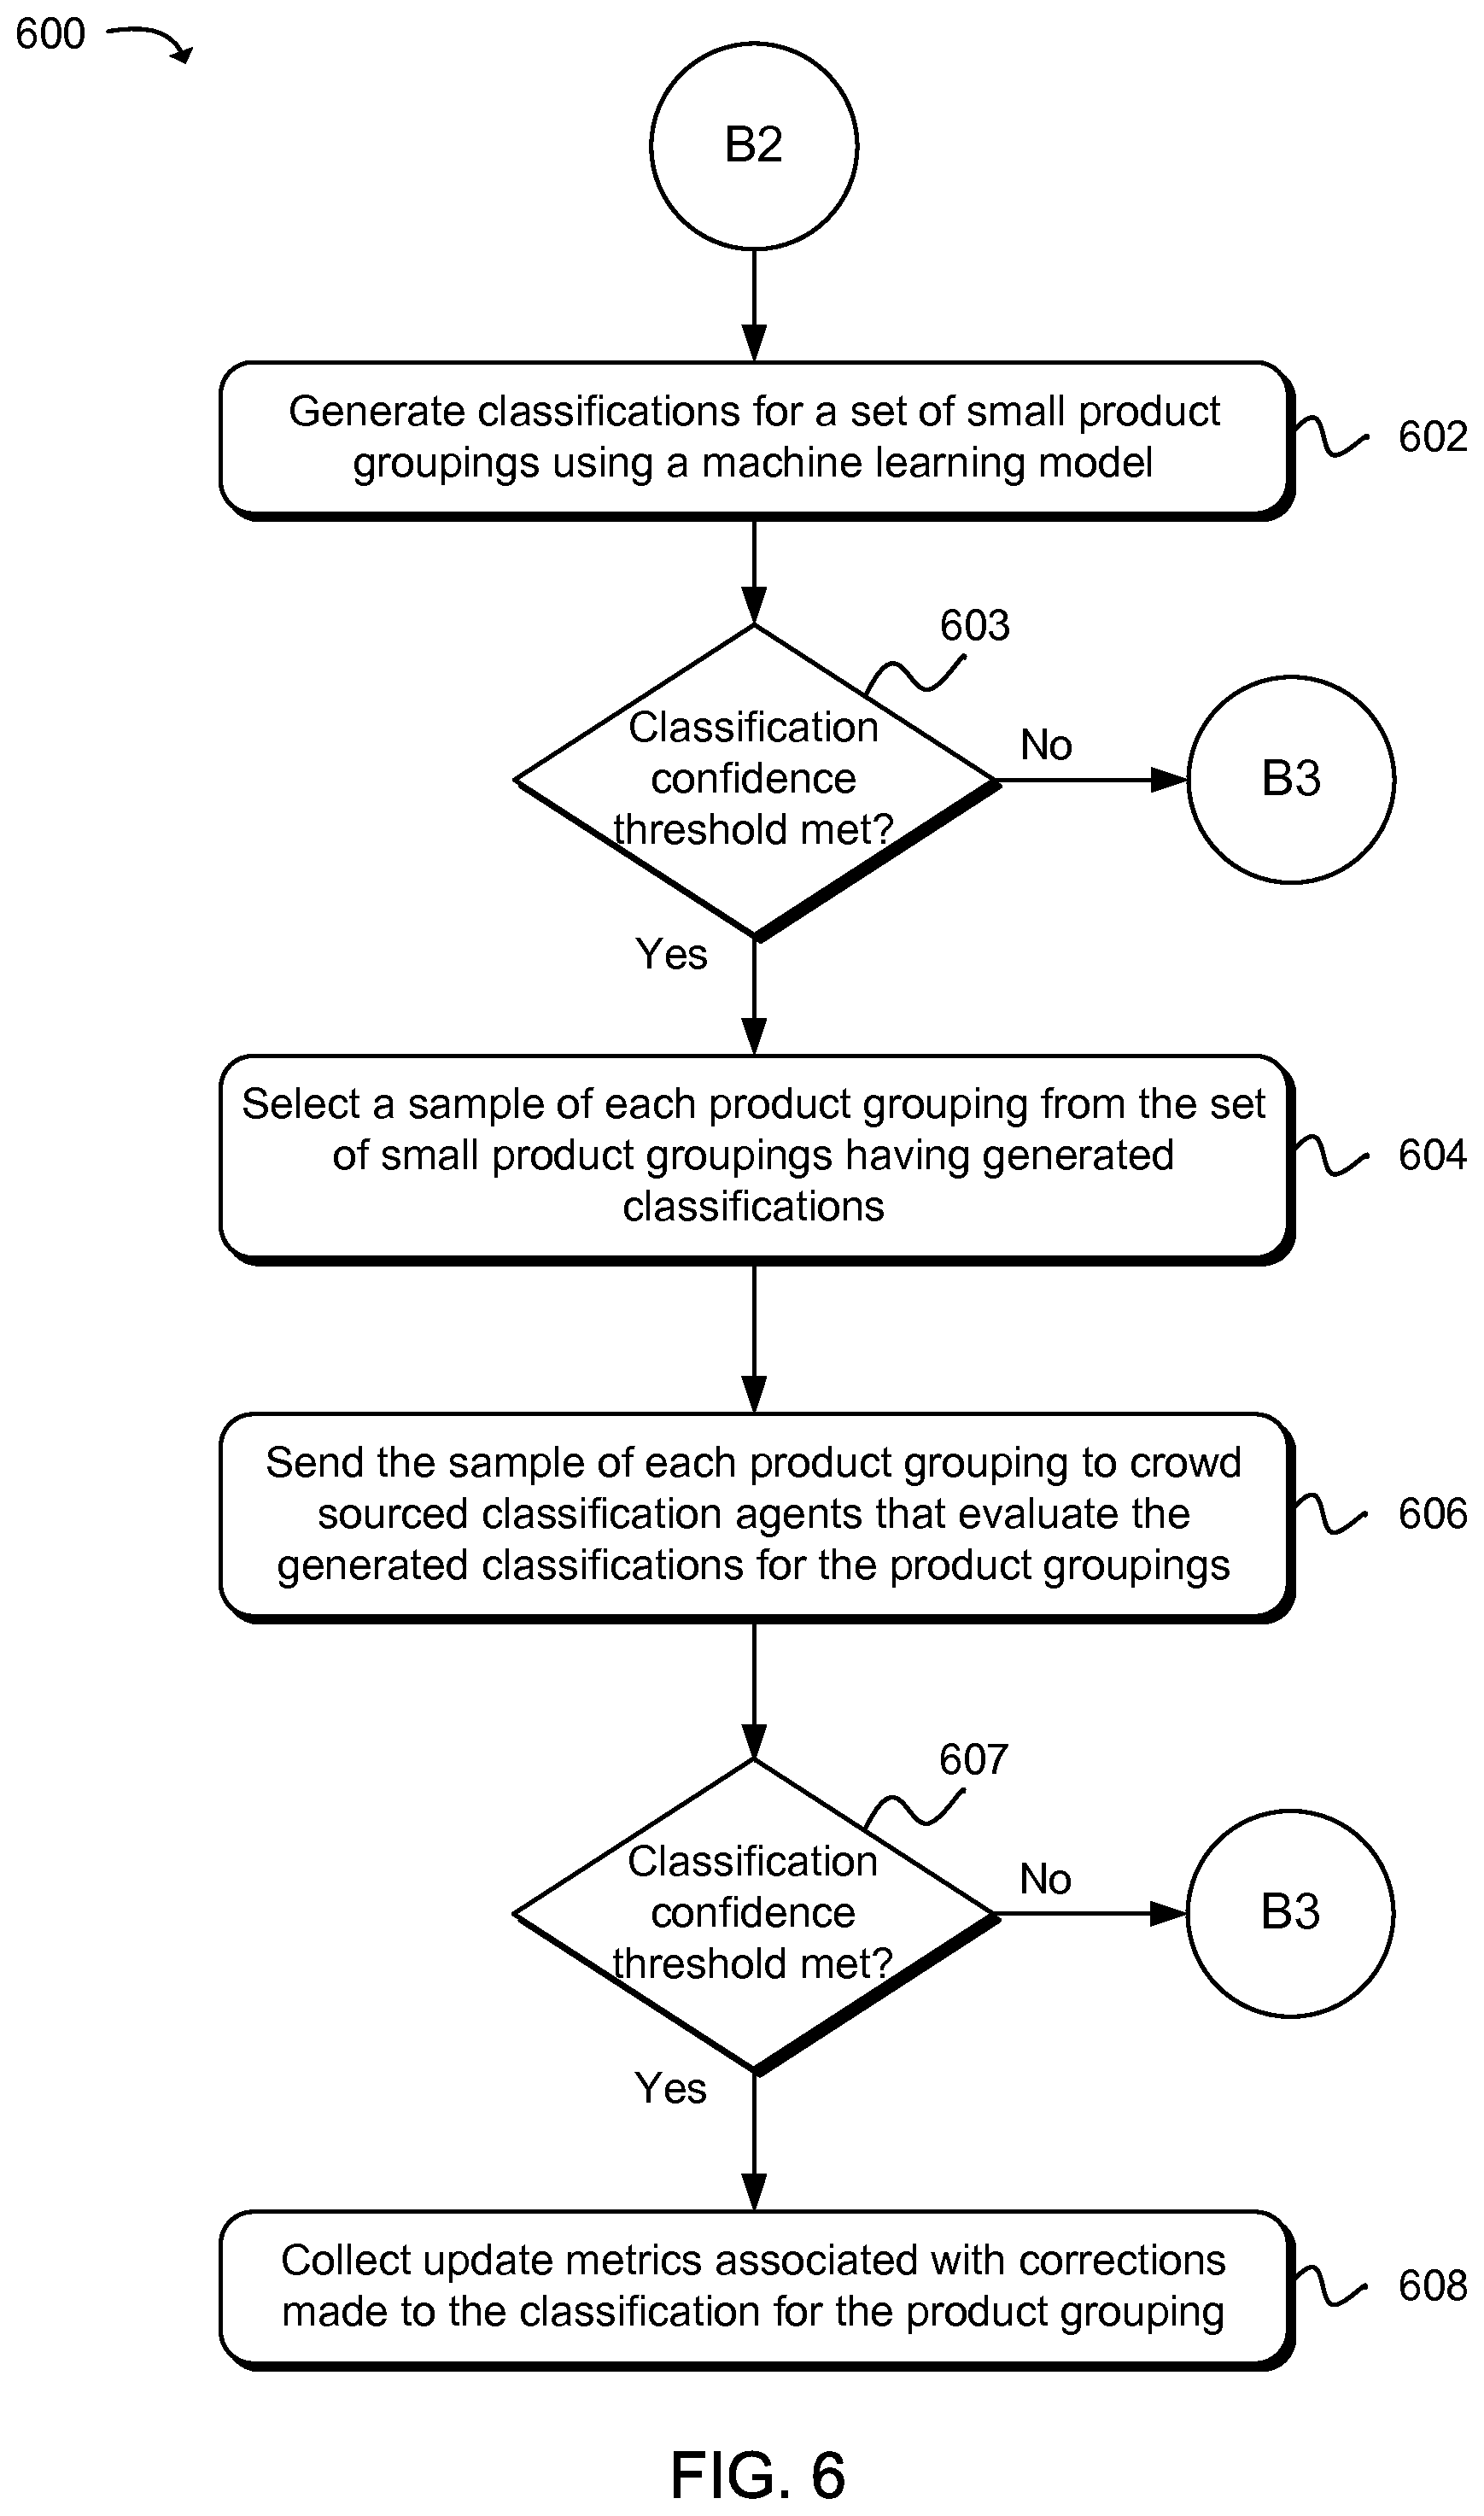 600
B2
Generate classifications for a set of small product
groupings using a machine learning model
602
603
Classification
confidence
threshold met?
No
B3
Yes
Select a sample of each product grouping from the set
of small product groupings having generated
classifications
604
Send the sample of each product grouping to crowd
sourced classification agents that evaluate the
generated classifications for the product groupings
606
607
Classification
confidence
threshold met?
No
B3
Yes
Collect update metrics associated with corrections
made to the classification for the product grouping
608
FIG. 6